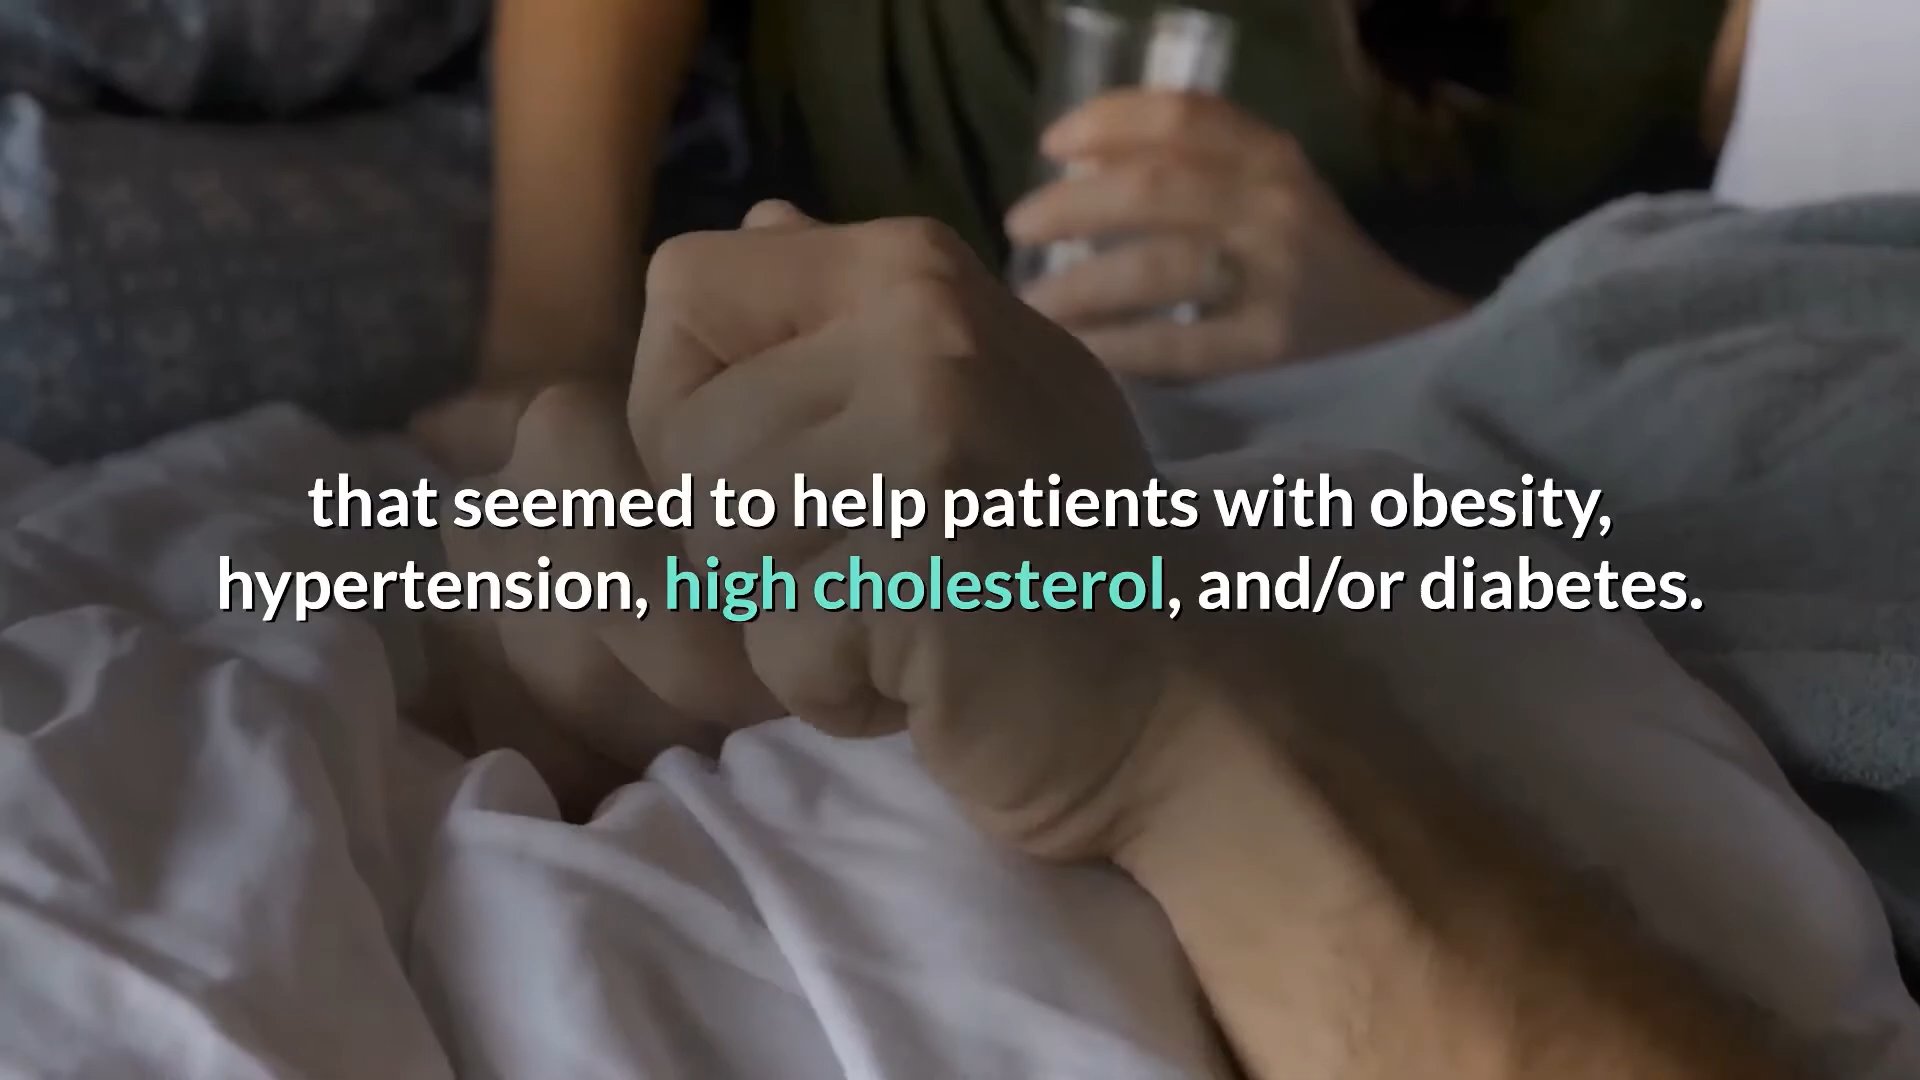 that seemed to help patients with obesity,
hypertension, high cholesterol, and/or diabetes.